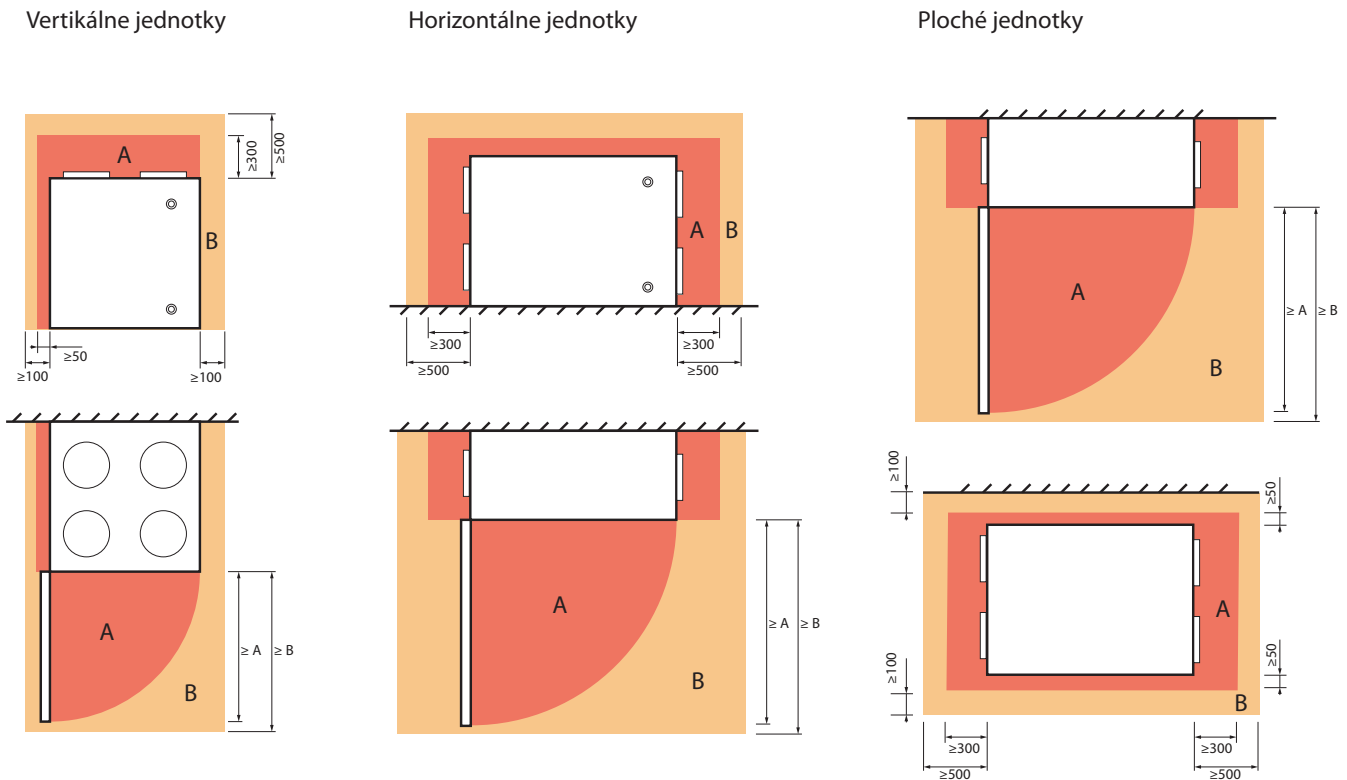 Vertikálne jednotky
Horizontálne jednotky
Ploché jednotky
A
B
≥300
≥500
≥50
≥100
≥100
A
B
≥ A
≥ B
A
B
≥300
≥500
≥300
≥500
A
B
≥ A
≥ B
A
B
≥ A
≥ B
≥100
≥50
A
≥100
≥50
B
≥300
≥500
≥300
≥500